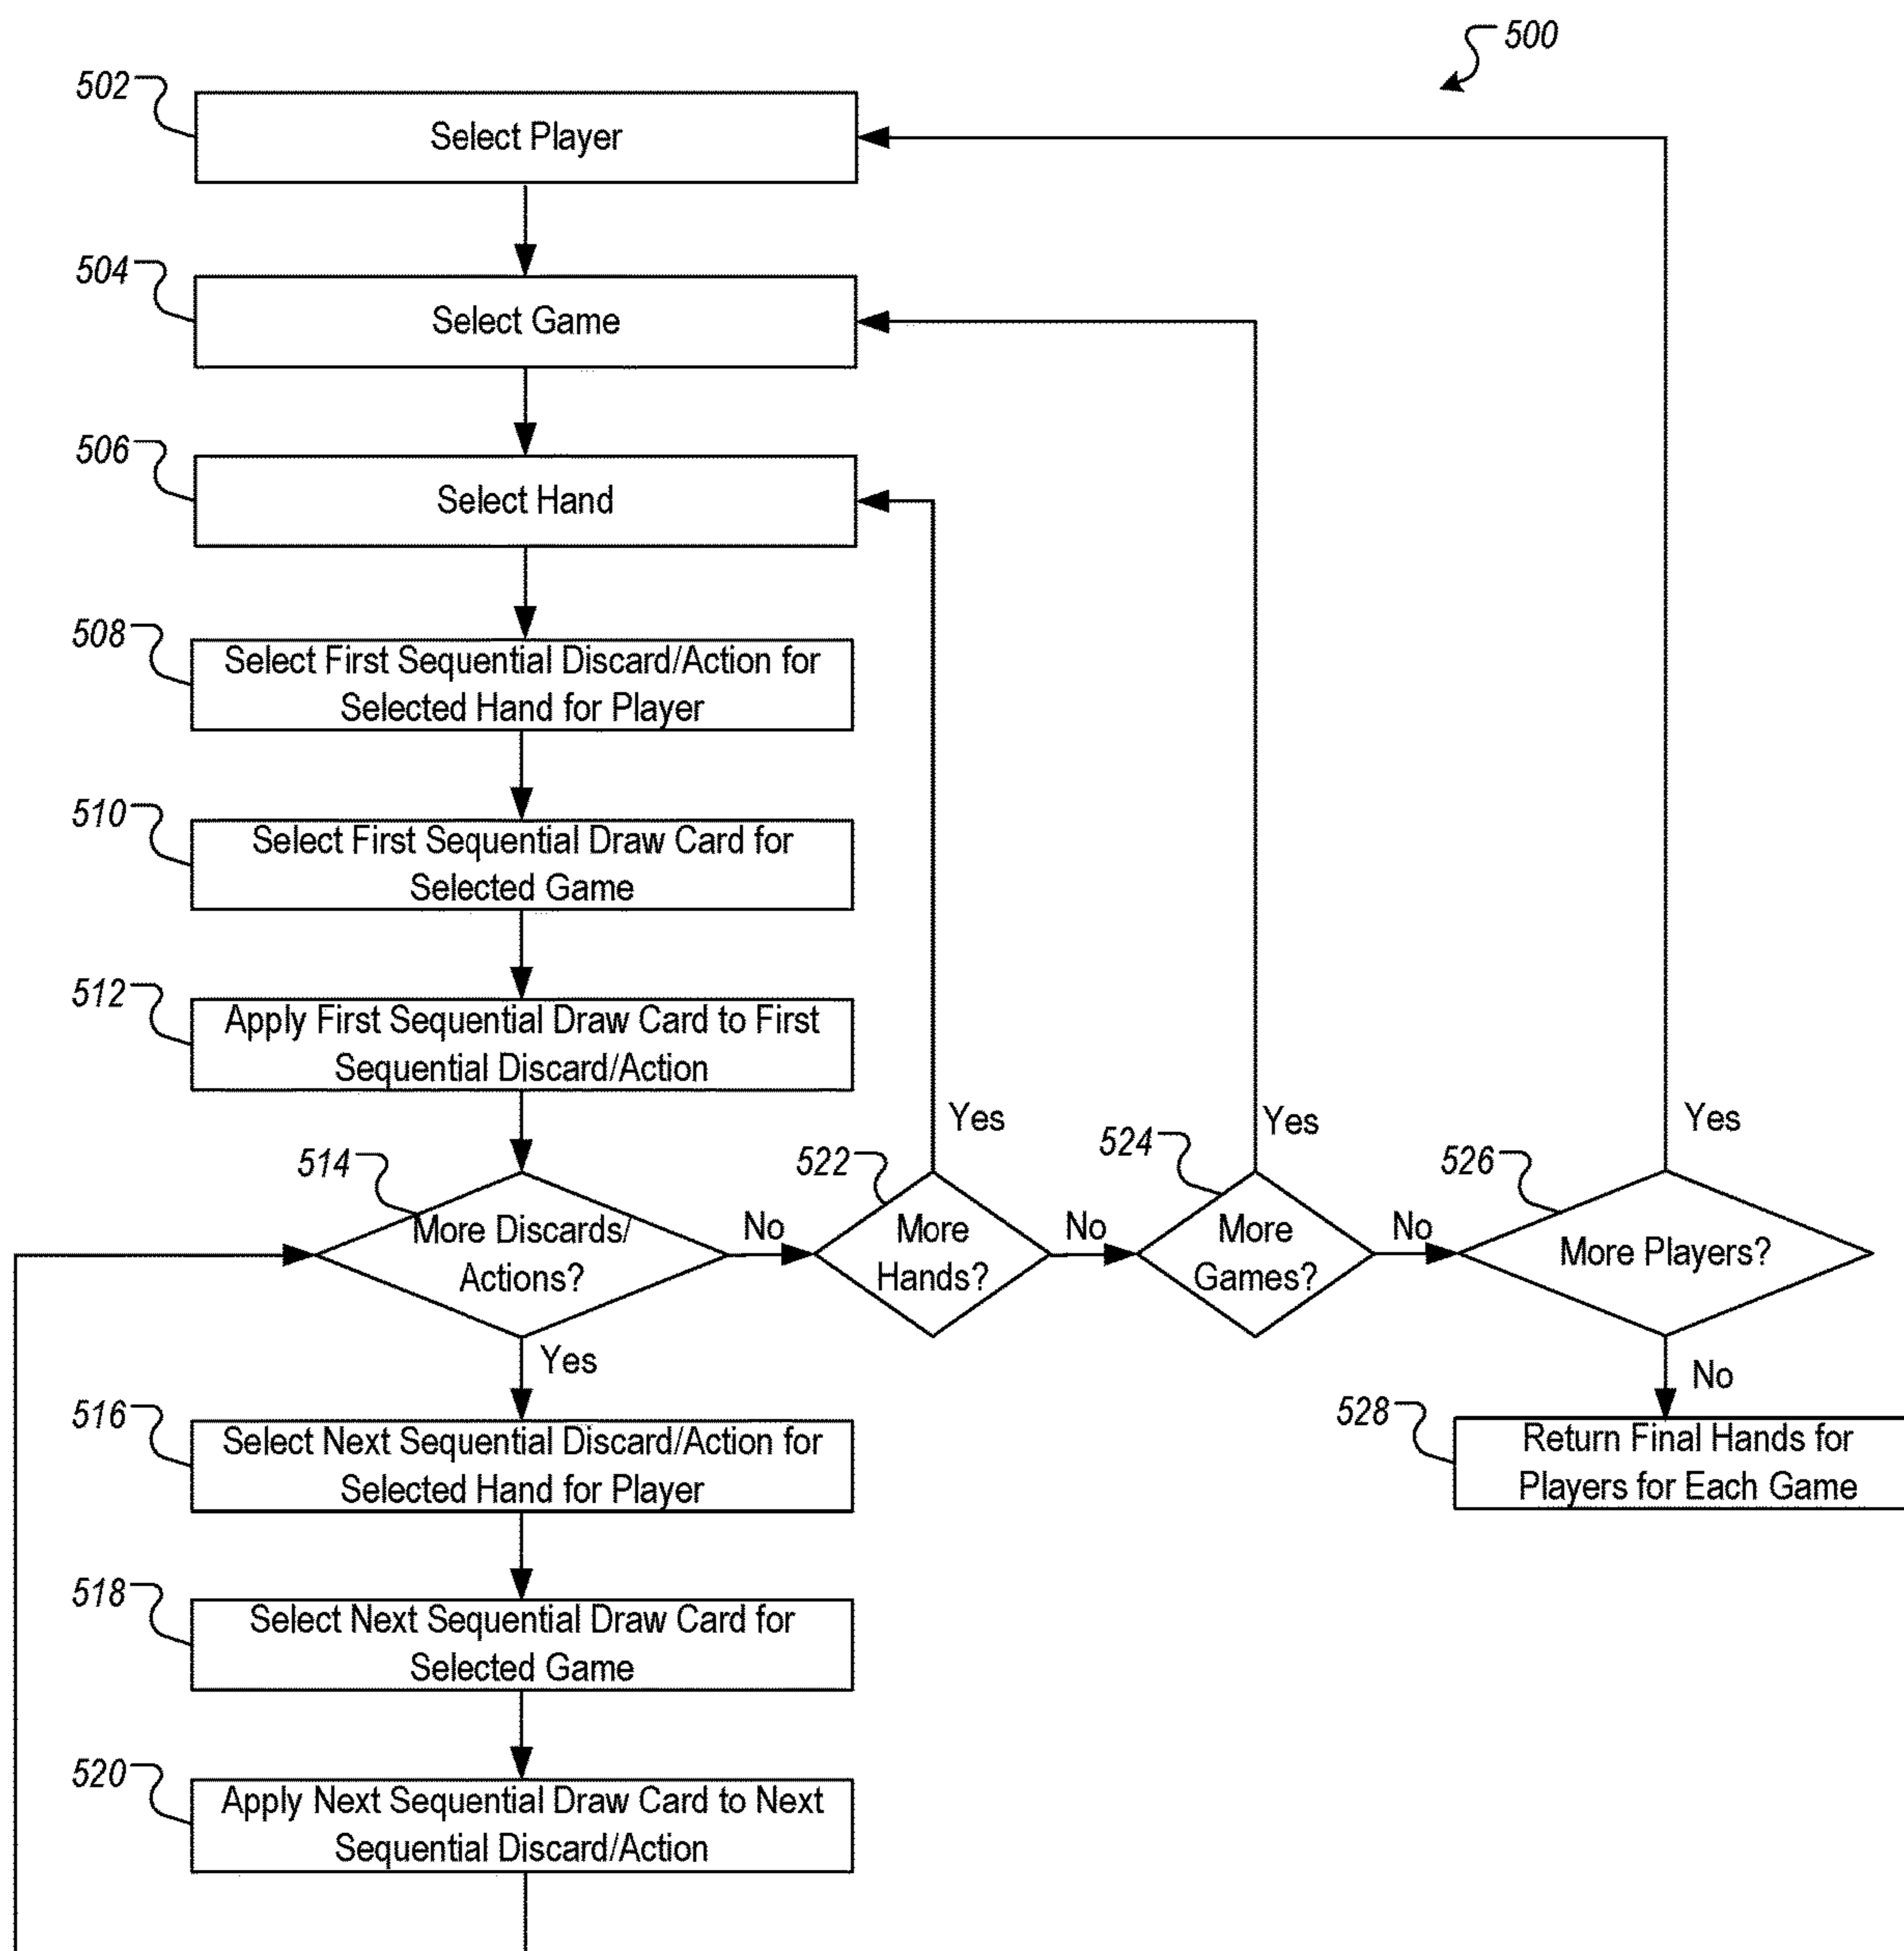 500
502
Select Player
504
Select Game
506
Select Hand
508
Select First Sequential Discard/Action for
Selected Hand for Player
510
Select First Sequential Draw Card for
Selected Game
512
Apply First Sequential Draw Card to First
Sequential Discard/Action
514
More Discards/
Actions?
No
Yes
522
More
Hands?
Yes
No
524
More
Games?
Yes
No
526
More Players?
Yes
No
516
Select Next Sequential Discard/Action for
Selected Hand for Player
528
Return Final Hands for
Players for Each Game
518
Select Next Sequential Draw Card for
Selected Game
520
Apply Next Sequential Draw Card to Next
Sequential Discard/Action